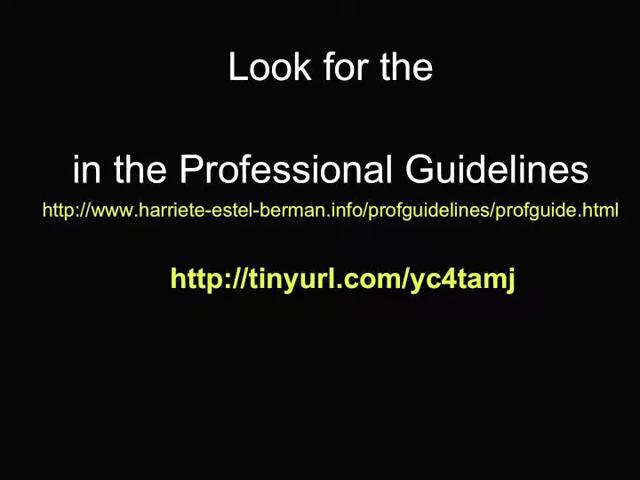 Look for the
in the Professional Guidelines
http://www.harriete-estel-berman.info/profguidelines/profguide.html
http://tinyurl.com/yc4tamj